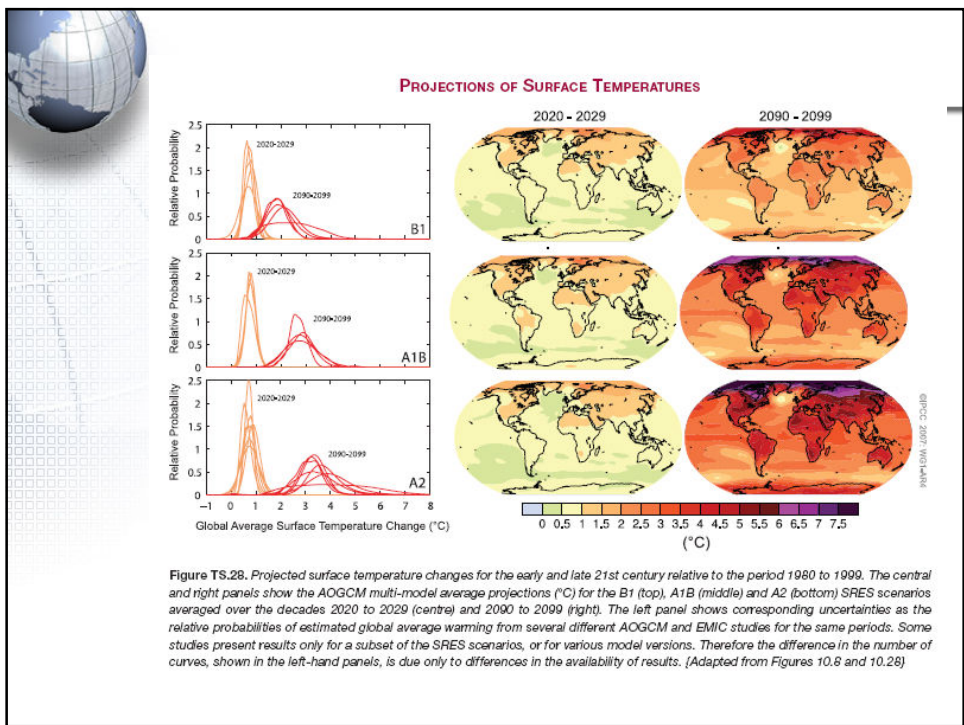 PROJECTIONS OF SURFACE TEMPERATURES
2020 - 2029
2090 - 2099
2.5
2
1.5
1
0.5
0
Relative Probability
2020-2029
2090-2099
B1
2.5
2
1.5
1
0.5
0
Relative Probability
2020-2029
2090-2099
A1B
2.5
2
1.5
1
0.5
0
Relative Probability
2020-2029
2090-2099
A2
−1 0 1 2 3 4 5 6 7 8
Global Average Surface Temperature Change (°C)
0 0.5 1 1.5 2 2.5 3 3.5 4 4.5 5 5.5 6 6.5 7 7.5
(°C)
©IPCC 2007: WG1-AR4
Figure TS.28. Projected surface temperature changes for the early and late 21st century relative to the period 1980 to 1999. The central
and right panels show the AOGCM multi-model average projections (°C) for the B1 (top), A1B (middle) and A2 (bottom) SRES scenarios
averaged over the decades 2020 to 2029 (centre) and 2090 to 2099 (right). The left panel shows corresponding uncertainties as the
relative probabilities of estimated global average warming from several different AOGCM and EMIC studies for the same periods. Some
studies present results only for a subset of the SRES scenarios, or for various model versions. Therefore the difference in the number of
curves, shown in the left-hand panels, is due only to differences in the availability of results. {Adapted from Figures 10.8 and 10.28}